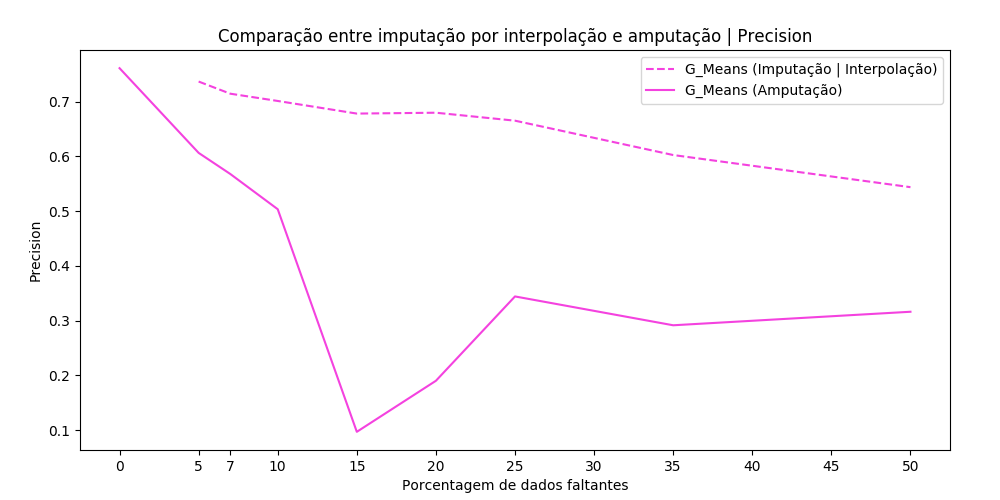 Comparação entre imputação por interpolação e amputação | Precision
G_Means (Imputação | Interpolação)
G_Means (Amputação)
Precision
0.7
0.6
0.5
0.4
0.3
0.2
0.1
0 5 7 10 15 20 25 30 35 40 45 50
Porcentagem de dados faltantes